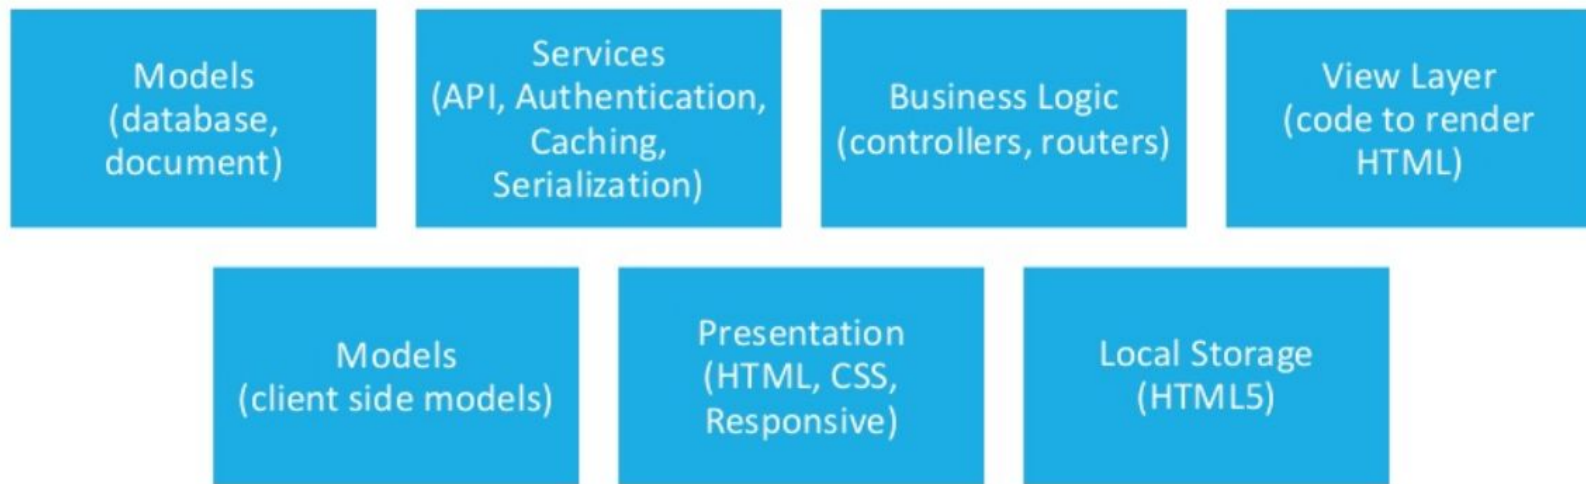 Models
(database,
document)
Services
(API, Authentication,
Caching,
Serialization)
Business Logic
(controllers, routers)
View Layer
(code to render
HTML)
Models
(client side models)
Presentation
(HTML, CSS,
Responsive)
Local Storage
(HTML5)